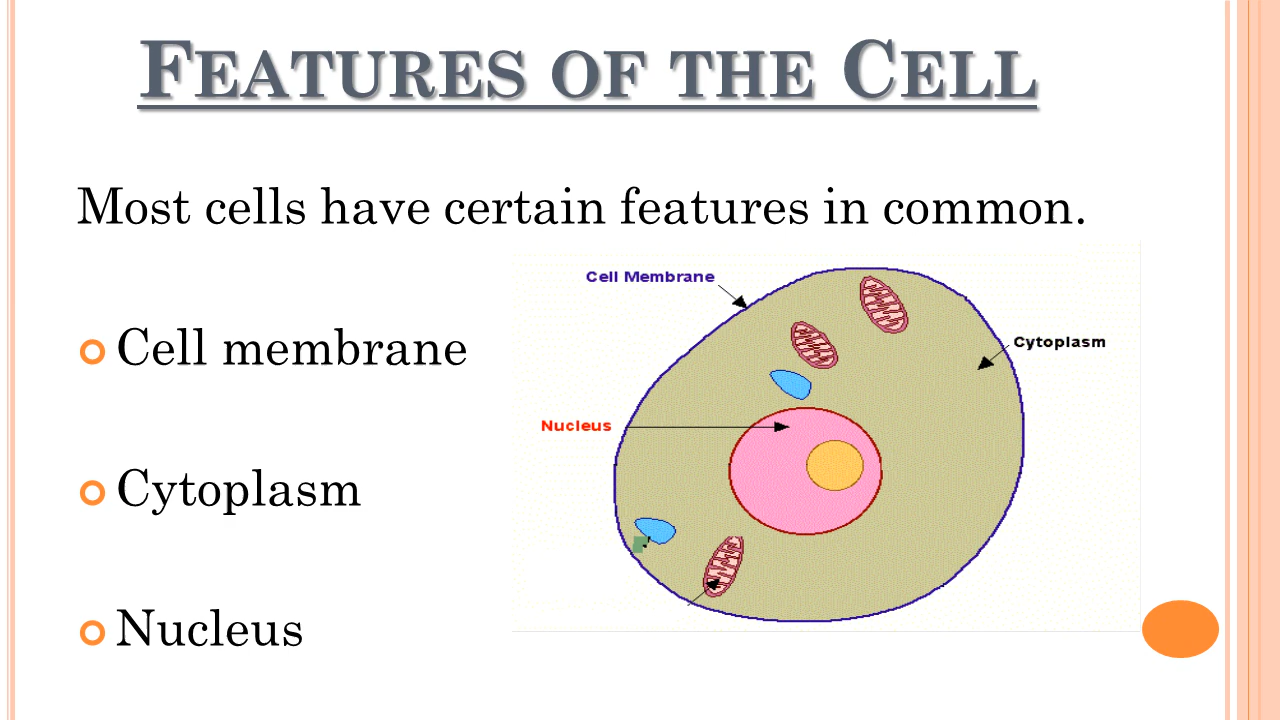 FEATURES OF THE CELL
Most cells have certain features in common.
Cell Membrane
Cell membrane
Cytoplasm
Nucleus
Cytoplasm
Nucleus